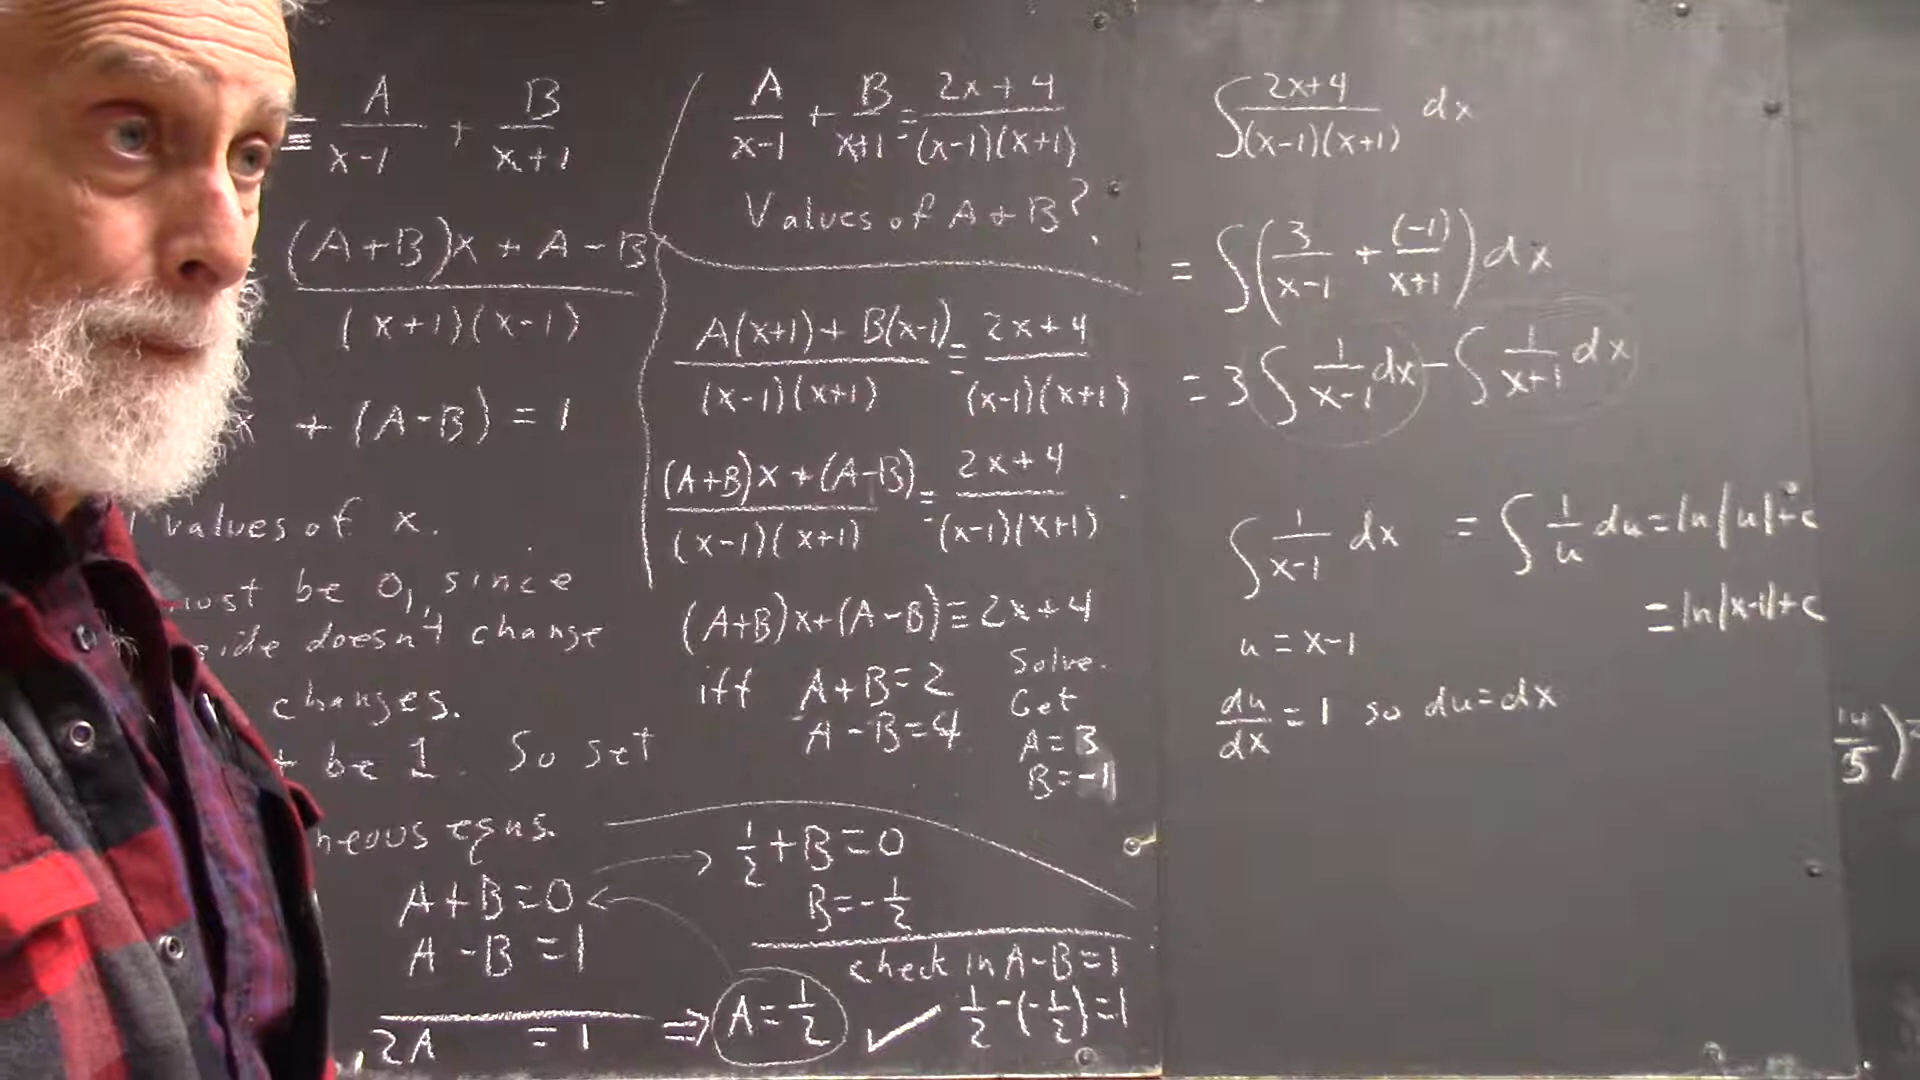 ≡ A/(x-1) + B/(x+1)
((A+B)x + A-B)/((x+1)(x-1))
x + (A-B) = 1
values of x.
must be 0, since
side doesn't change
changes.
be 1. So set
neous eqns.
A+B=0
A-B=1
2A = 1 ⇒ A=1/2
A/(x-1) + B/(x+1) = (2x+4)/((x-1)(x+1))
Values of A+B?
(A(x+1)+B(x-1))/((x-1)(x+1)) = (2x+4)/((x-1)(x+1))
((A+B)x+(A-B))/((x-1)(x+1)) = (2x+4)/((x-1)(x+1))
(A+B)x+(A-B)≡2x+4
iff A+B=2
A-B=4
Solve.
Get
A=3
B=-1
1/2+B=0
B=-1/2
check in A-B=1
✓ 1/2-(-1/2)=1
∫ (2x+4)/((x-1)(x+1)) dx
= ∫(3/(x-1) + (-1)/(x+1))dx
= 3∫ 1/(x-1) dx - ∫ 1/(x+1) dx
∫ 1/(x-1) dx = ∫ 1/u du = ln|u|+c
= ln|x-1|+c
u = x-1
du/dx = 1 so du=dx
14/5)=